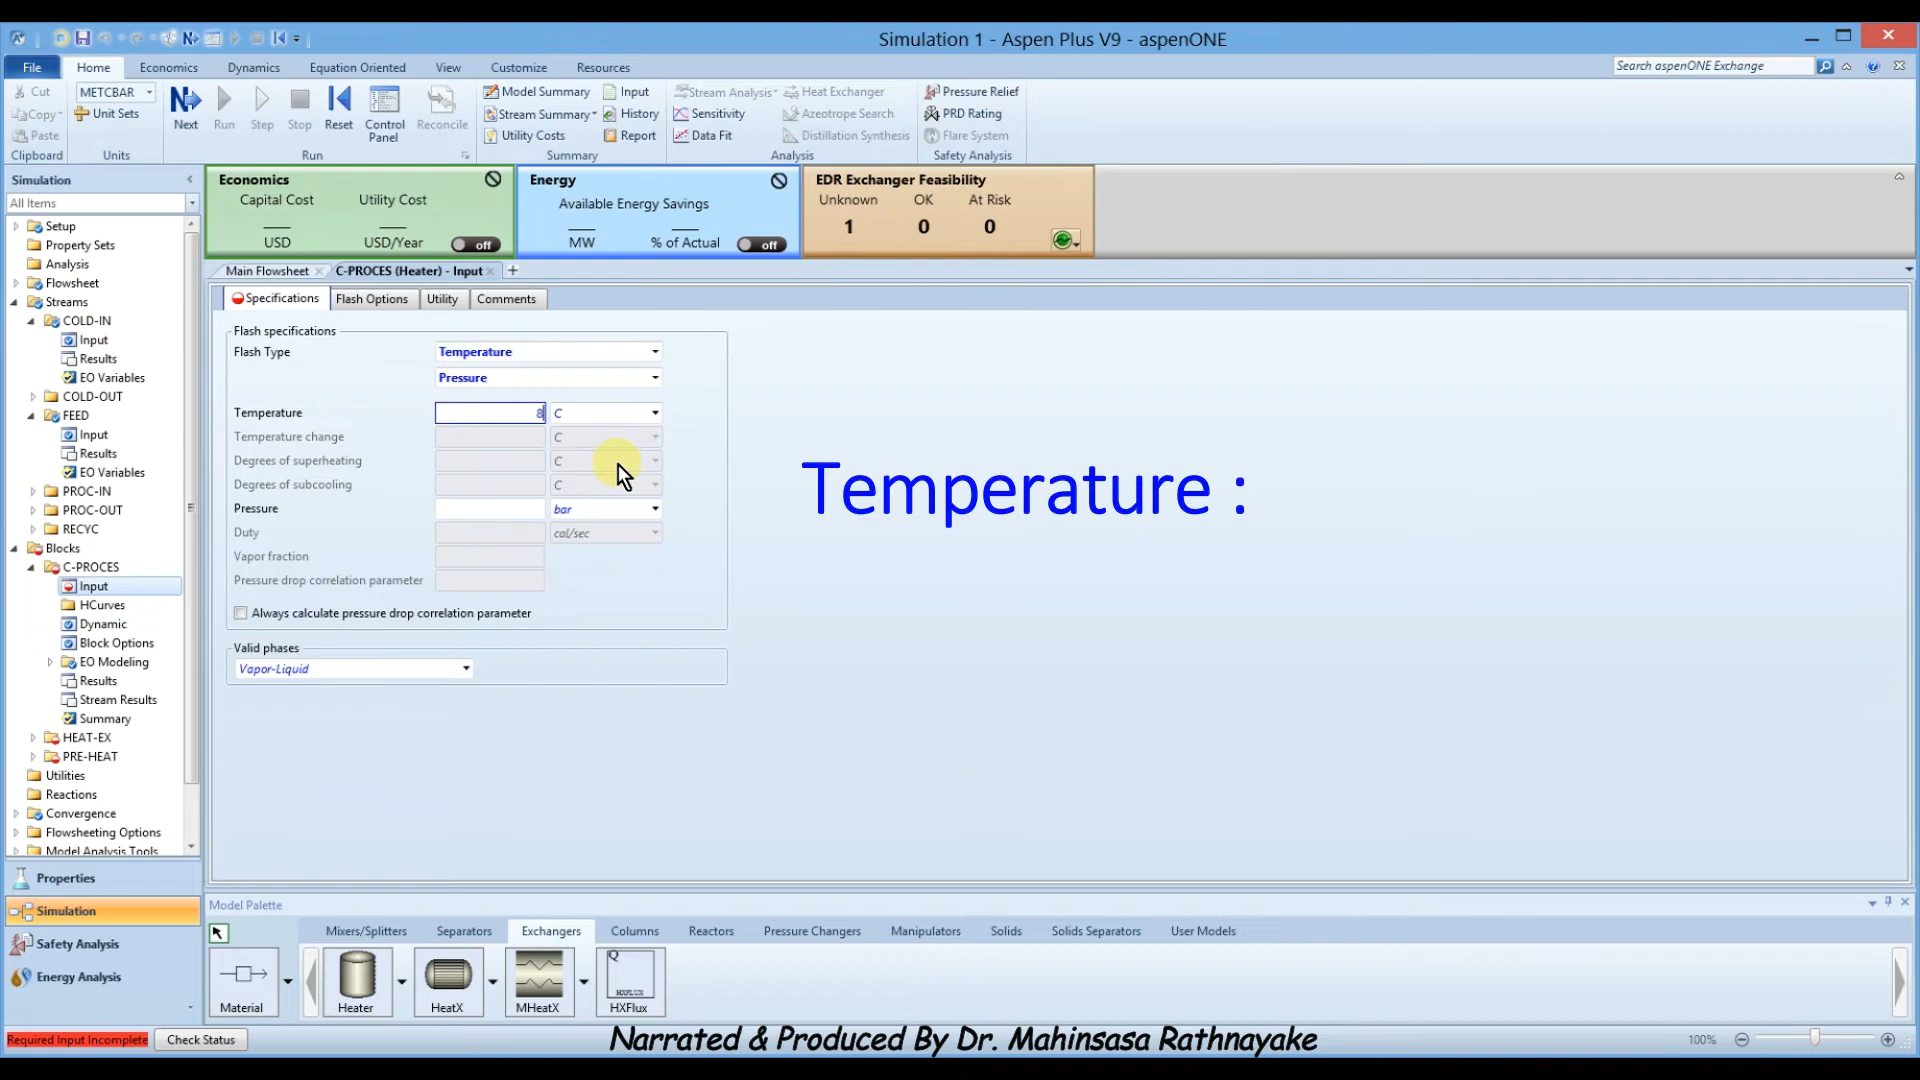 Simulation 1 - Aspen Plus V9 - aspenONE
File Home Economics Dynamics Equation Oriented View Customize Resources Search aspenONE Exchange
Cut METCBAR Model Summary Input Stream Analysis Heat Exchanger Pressure Relief
Copy Unit Sets Next Run Step Stop Reset Control Panel Reconcile Stream Summary History Sensitivity Azeotrope Search PRD Rating
Paste Utility Costs Report Data Fit Distillation Synthesis Flare System
Clipboard Units Run Summary Analysis Safety Analysis
Simulation
All Items
Economics
Capital Cost Utility Cost
USD USD/Year off
Energy
Available Energy Savings
MW % of Actual off
EDR Exchanger Feasibility
Unknown OK At Risk
1 0 0
Setup
Property Sets
Analysis
Flowsheet
Streams
COLD-IN
Input
Results
EO Variables
COLD-OUT
FEED
Input
Results
EO Variables
PROC-IN
PROC-OUT
RECYC
Blocks
C-PROCES
Input
HCurves
Dynamic
Block Options
EO Modeling
Results
Stream Results
Summary
HEAT-EX
PRE-HEAT
Utilities
Reactions
Convergence
Flowsheeting Options
Model Analysis Tools
Properties
Simulation
Safety Analysis
Energy Analysis
Main Flowsheet C-PROCES (Heater) - Input
Specifications Flash Options Utility Comments
Flash specifications
Flash Type Temperature
Pressure
Temperature 8 C
Temperature change C
Degrees of superheating C
Degrees of subcooling C
Pressure bar
Duty cal/sec
Vapor fraction
Pressure drop correlation parameter
Always calculate pressure drop correlation parameter
Valid phases
Vapor-Liquid
Temperature :
Model Palette
Mixers/Splitters Separators Exchangers Columns Reactors Pressure Changers Manipulators Solids Solids Separators User Models
Q
HXFLUX
Material Heater HeatX MHeatX HXFlux
Required Input Incomplete Check Status
Narrated & Produced By Dr. Mahinsasa Rathnayake
100%